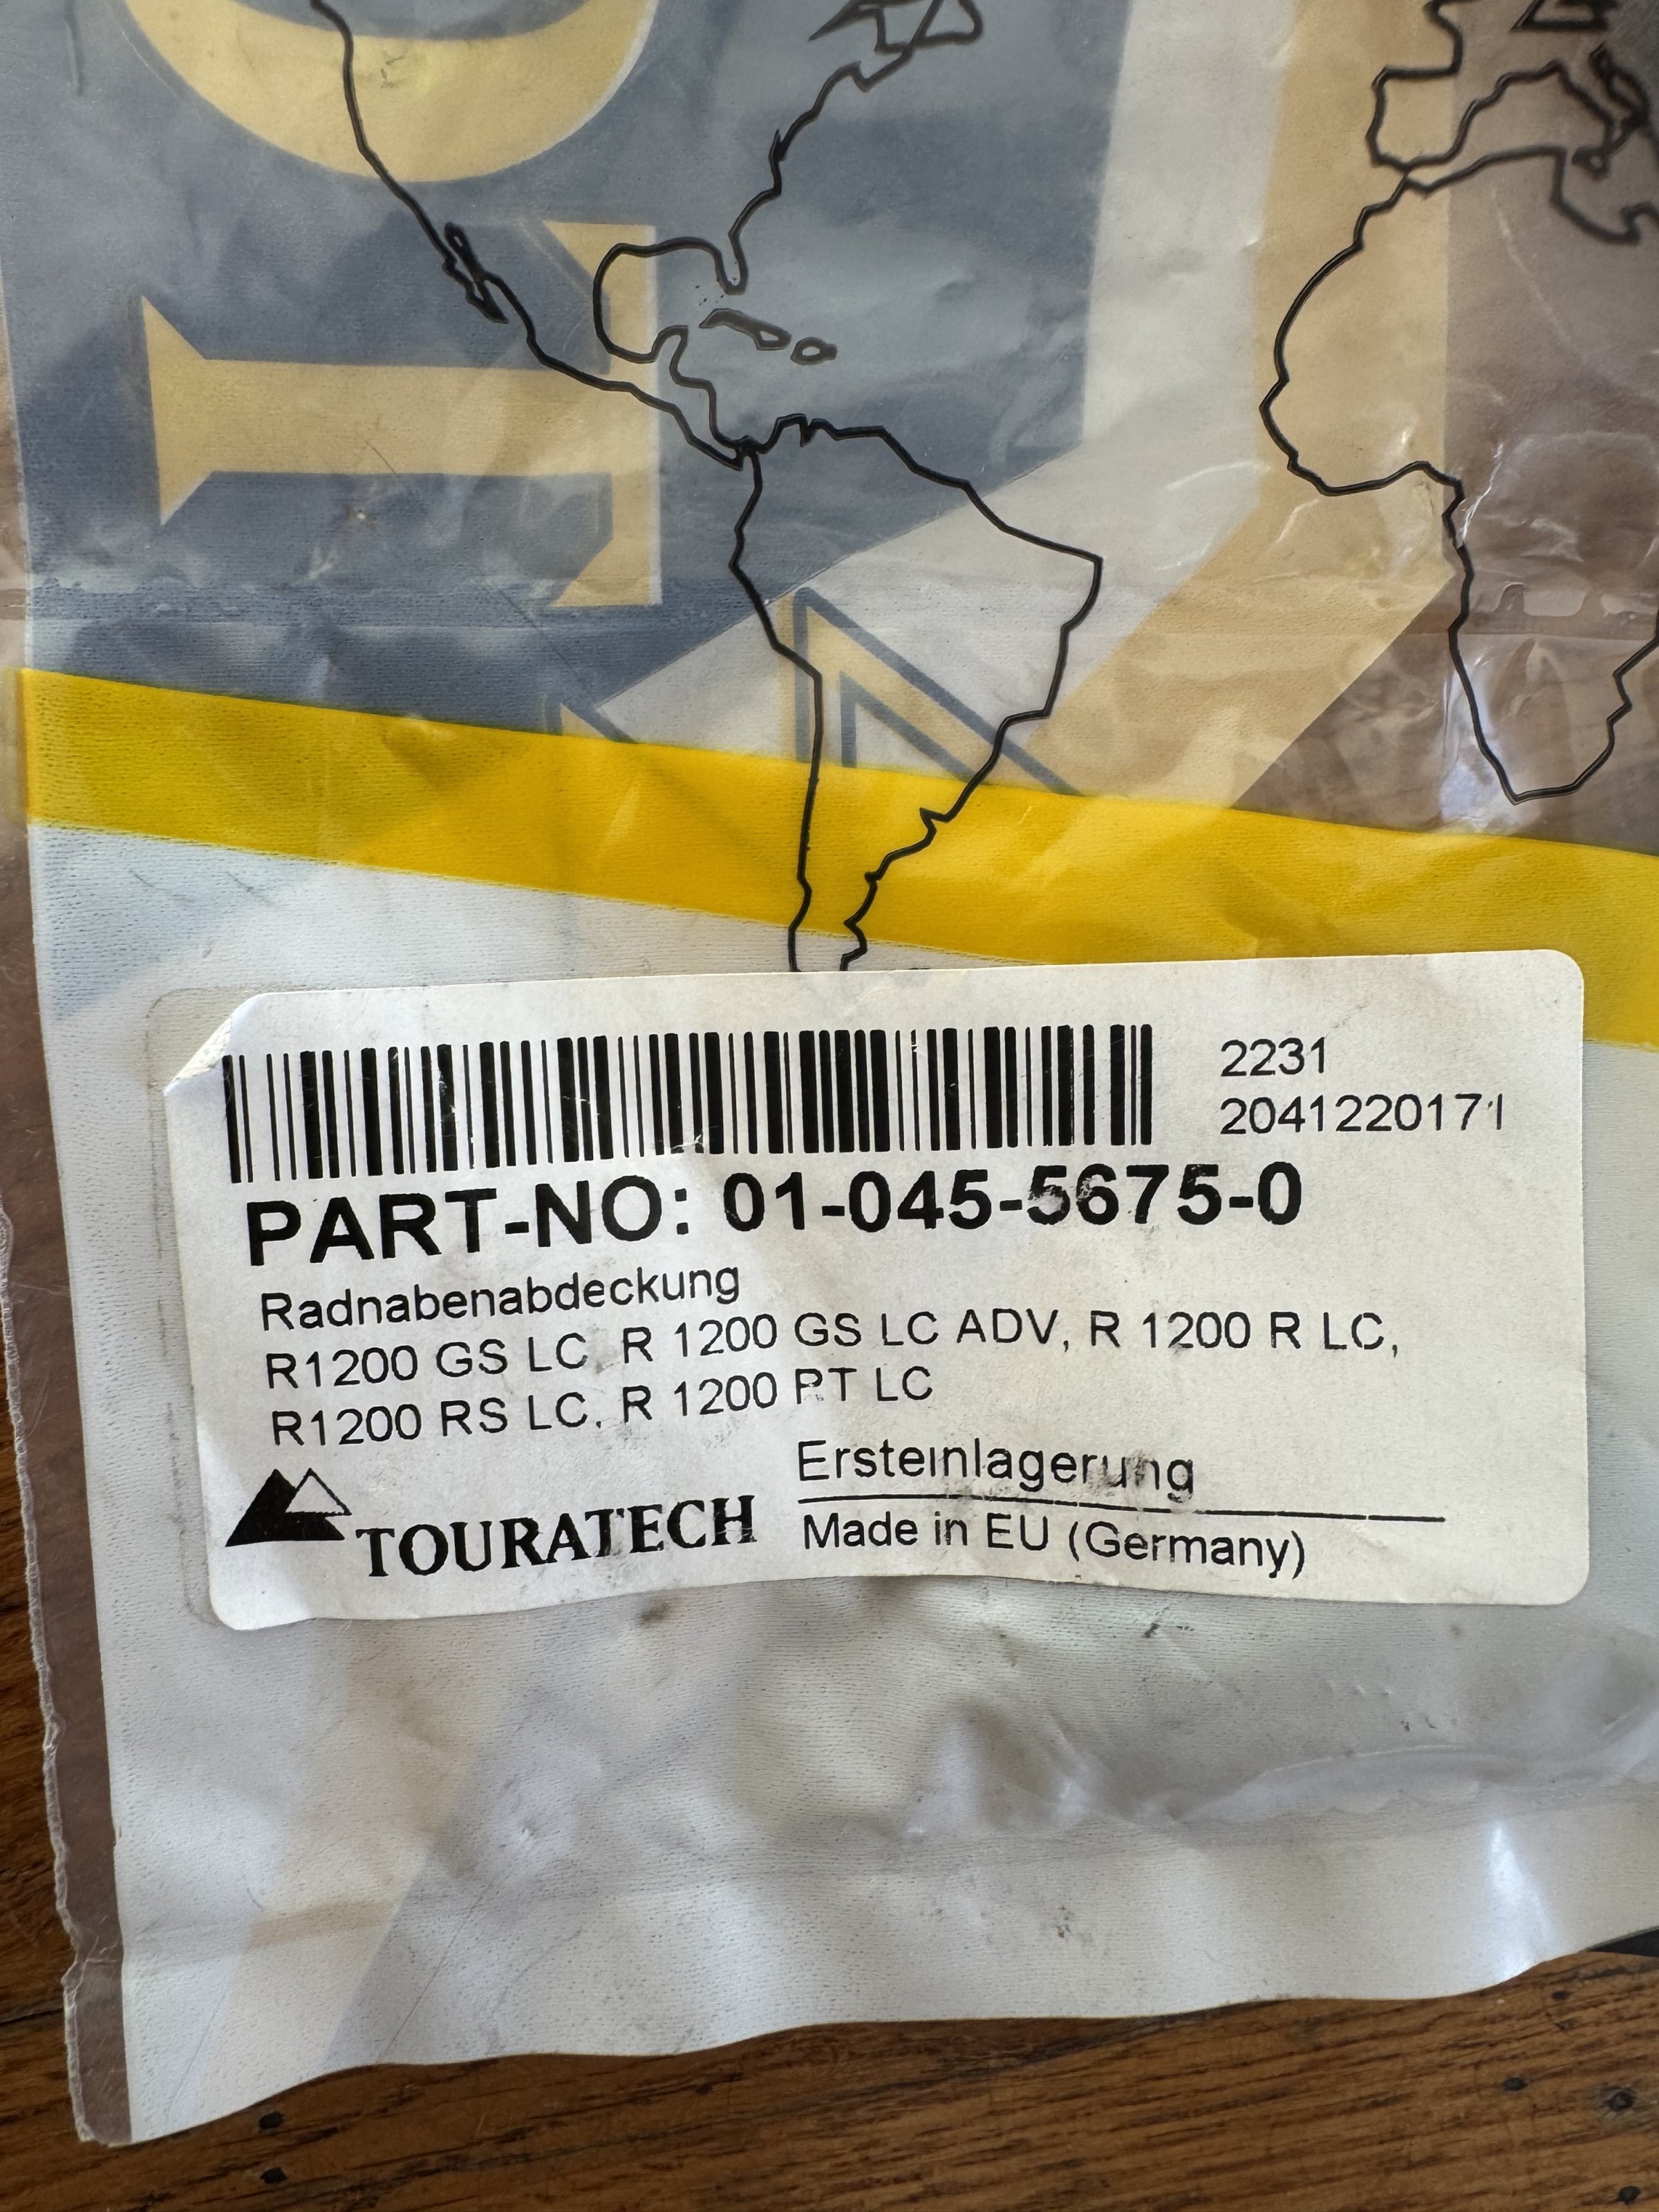 2231
2041220171
PART-NO: 01-045-5675-0
Radnabenabdeckung
R1200 GS LC, R 1200 GS LC ADV, R 1200 R LC,
R1200 RS LC, R 1200 RT LC
Ersteinlagerung
TOURATECH
Made in EU (Germany)